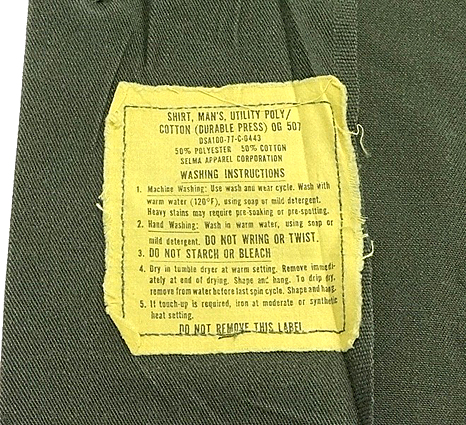 SHIRT, MAN'S, UTILITY POLY/
COTTON (DURABLE PRESS) OG 507
DSA100-77-C-0443
50% POLYESTER 50% COTTON
SELMA APPAREL CORPORATION
WASHING INSTRUCTIONS
1. Machine Washing: Use wash and wear cycle. Wash with
warm water (120°F), using soap or mild detergent.
Heavy stains may require pre-soaking or pre-spotting.
2. Hand Washing: Wash in warm water, using soap or
mild detergent. DO NOT WRING OR TWIST.
3. DO NOT STARCH OR BLEACH
4. Dry in tumble dryer at warm setting. Remove immedi-
ately at end of drying. Shape and hang. To drip dry,
remove from water before last spin cycle. Shape and hang.
5. If touch-up is required, iron at moderate or synthetic
heat setting.
DO NOT REMOVE THIS LABEL